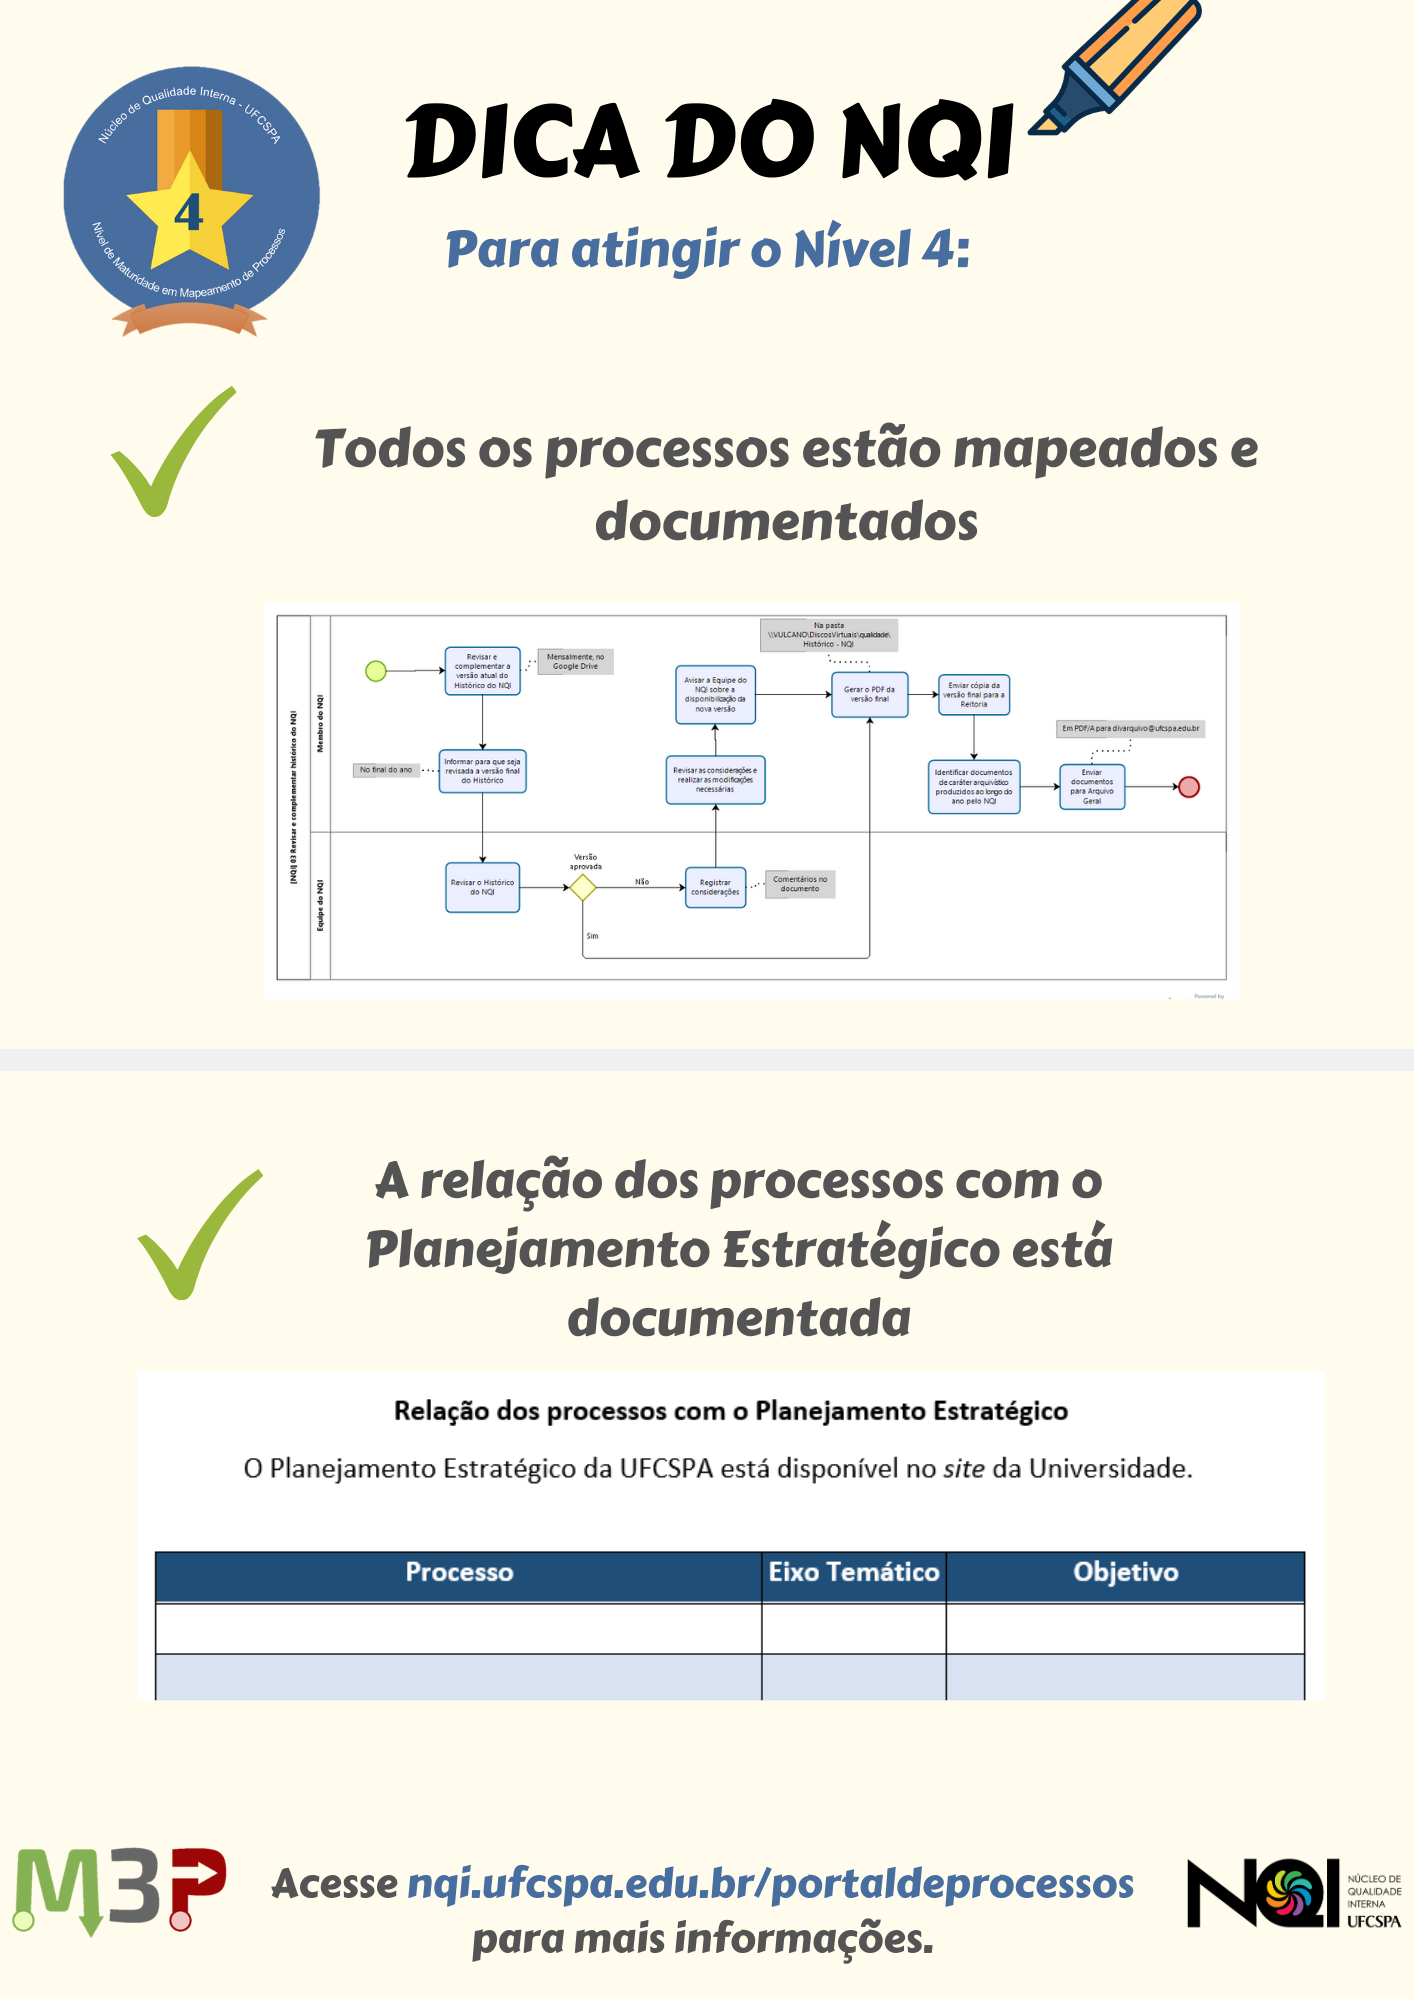 Núcleo de Qualidade Interna - UFCSPA
4
Nível de Maturidade em Mapeamento de Processos
DICA DO NQI
Para atingir o Nível 4:
Todos os processos estão mapeados e
documentados
[NQI] 03 Revisar e complementar histórico do NQI
Membro do NQI
Revisar e
complementar a
versão atual do
Histórico do NQI
Mensalmente, no
Google Drive
No final do ano
Informar para que seja
revisada a versão final
do Histórico
Avisar a Equipe do
NQI sobre a
disponibilização da
nova versão
Revisar as considerações e
realizar as modificações
necessárias
Na pasta
\\VULCANO\DiscosVirtuais\qualidade\
Histórico - NQI
Gerar o PDF da
versão final
Enviar cópia da
versão final para a
Reitoria
Em PDF/A para divarquivo@ufcspa.edu.br
Identificar documentos
de caráter arquivístico
produzidos ao longo do
ano pelo NQI
Enviar
documentos
para Arquivo
Geral
Equipe do NQI
Revisar o Histórico
do NQI
Versão
aprovada
Não
Sim
Registrar
considerações
Comentários no
documento
Powered by
A relação dos processos com o
Planejamento Estratégico está
documentada
Relação dos processos com o Planejamento Estratégico
O Planejamento Estratégico da UFCSPA está disponível no site da Universidade.
Processo Eixo Temático Objetivo
M3P
Acesse nqi.ufcspa.edu.br/portaldeprocessos
para mais informações.
NQI
NÚCLEO DE
QUALIDADE
INTERNA
UFCSPA